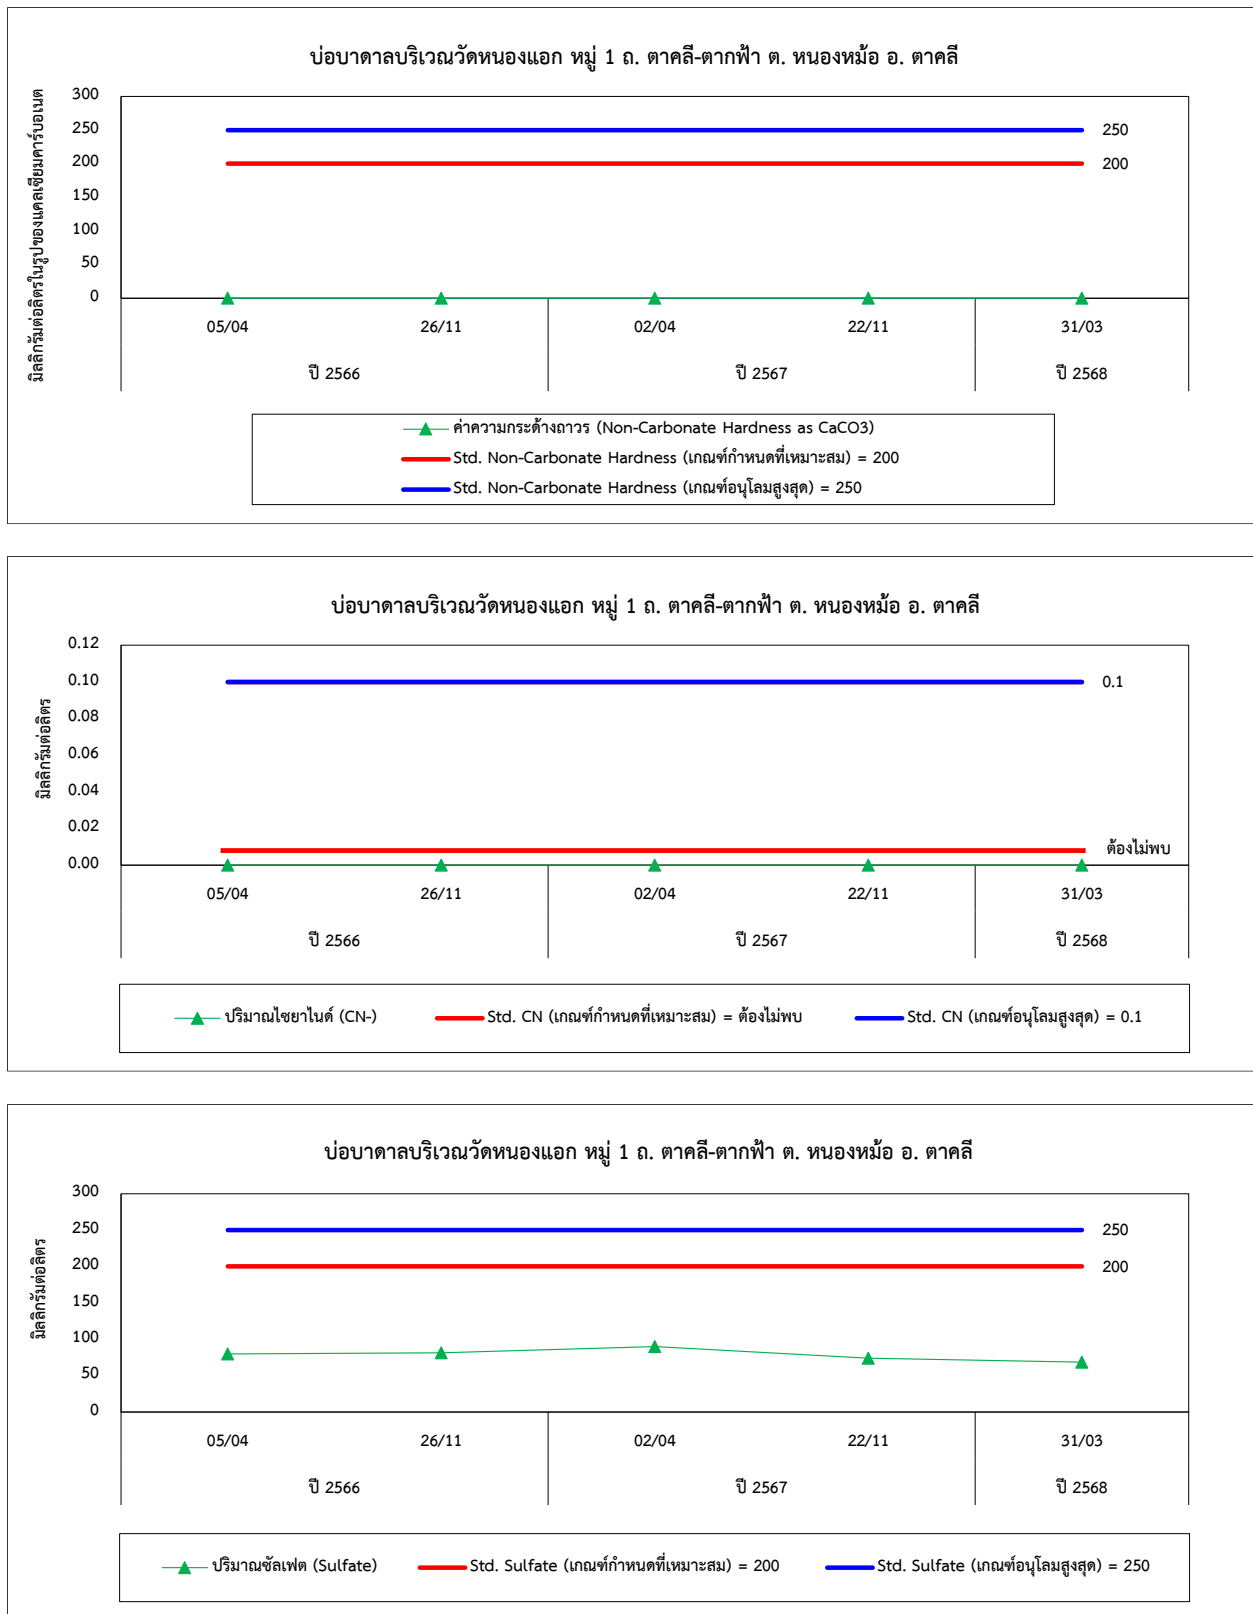 บ่อบาดาลบริเวณวัดหนองแอก หมู่ 1 ถ. ตาคลี-ตากฟ้า ต. หนองหม้อ อ. ตาคลี
มิลลิกรัมต่อลิตรในรูปของแคลเซียมคาร์บอเนต
300
250
200
150
100
50
0
250
200
05/04 26/11 02/04 22/11 31/03
ปี 2566 ปี 2567 ปี 2568
ค่าความกระด้างถาวร (Non-Carbonate Hardness as CaCO3)
Std. Non-Carbonate Hardness (เกณฑ์กำหนดที่เหมาะสม) = 200
Std. Non-Carbonate Hardness (เกณฑ์อนุโลมสูงสุด) = 250
บ่อบาดาลบริเวณวัดหนองแอก หมู่ 1 ถ. ตาคลี-ตากฟ้า ต. หนองหม้อ อ. ตาคลี
มิลลิกรัมต่อลิตร
0.12
0.10
0.08
0.06
0.04
0.02
0.00
0.1
ต้องไม่พบ
05/04 26/11 02/04 22/11 31/03
ปี 2566 ปี 2567 ปี 2568
ปริมาณไซยาไนด์ (CN-) Std. CN (เกณฑ์กำหนดที่เหมาะสม) = ต้องไม่พบ Std. CN (เกณฑ์อนุโลมสูงสุด) = 0.1
บ่อบาดาลบริเวณวัดหนองแอก หมู่ 1 ถ. ตาคลี-ตากฟ้า ต. หนองหม้อ อ. ตาคลี
มิลลิกรัมต่อลิตร
300
250
200
150
100
50
0
250
200
05/04 26/11 02/04 22/11 31/03
ปี 2566 ปี 2567 ปี 2568
ปริมาณซัลเฟต (Sulfate) Std. Sulfate (เกณฑ์กำหนดที่เหมาะสม) = 200 Std. Sulfate (เกณฑ์อนุโลมสูงสุด) = 250